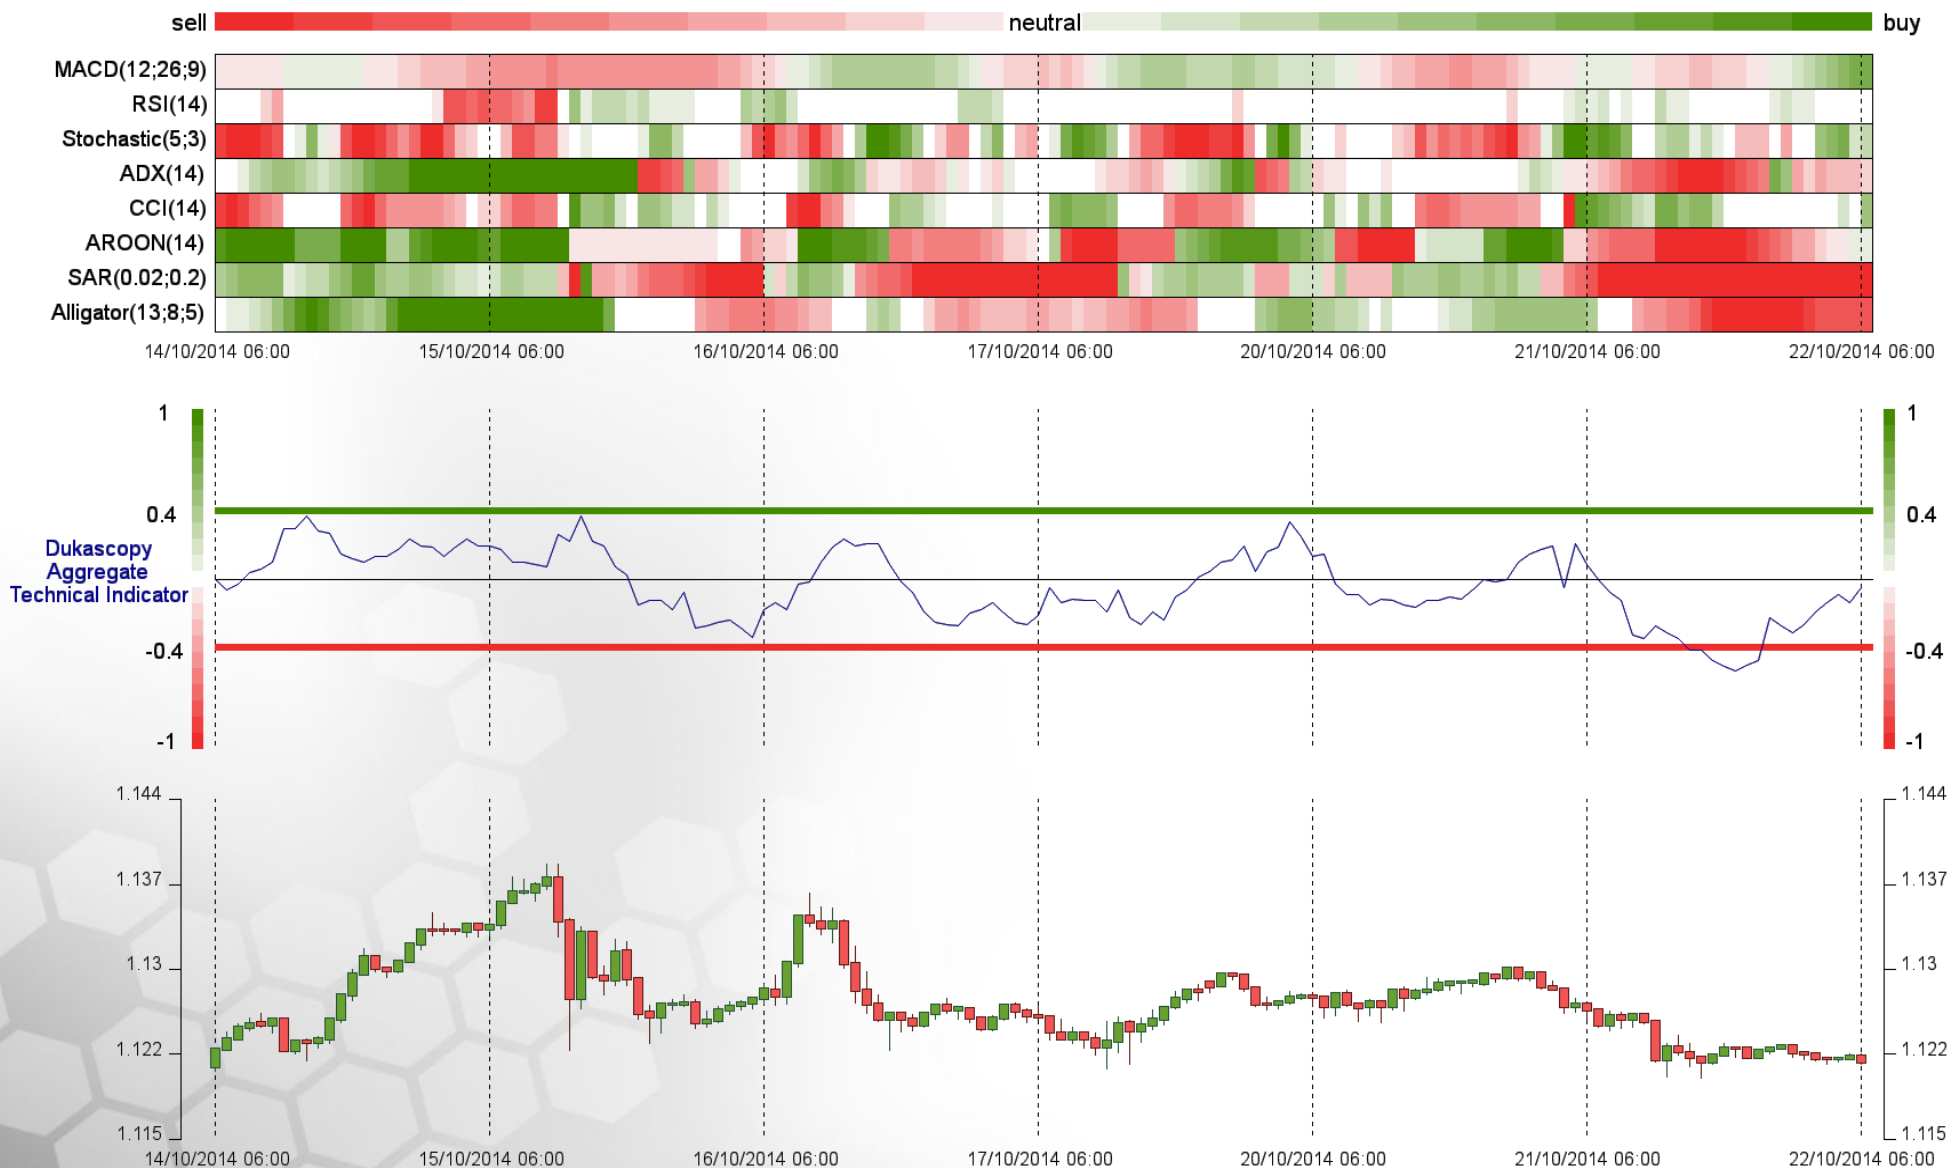 sell neutral buy
MACD(12;26;9)
RSI(14)
Stochastic(5;3)
ADX(14)
CCI(14)
AROON(14)
SAR(0.02;0.2)
Alligator(13;8;5)
14/10/2014 06:00 15/10/2014 06:00 16/10/2014 06:00 17/10/2014 06:00 20/10/2014 06:00 21/10/2014 06:00 22/10/2014 06:00
1 1
0.4 0.4
Dukascopy
Aggregate
Technical Indicator
-0.4 -0.4
-1 -1
1.144 1.144
1.137 1.137
1.13 1.13
1.122 1.122
1.115 1.115
14/10/2014 06:00 15/10/2014 06:00 16/10/2014 06:00 17/10/2014 06:00 20/10/2014 06:00 21/10/2014 06:00 22/10/2014 06:00